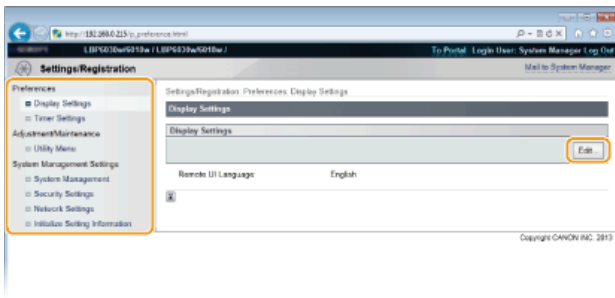 http://192.168.0.215/p_preference.html
LBP6030w/6018w / LBP6030w/6018w /
To Portal Login User: System Manager Log Out
Settings/Registration
Mail to System Manager
Preferences
Display Settings
Timer Settings
Adjustment/Maintenance
Utility Menu
System Management Settings
System Management
Security Settings
Network Settings
Initialize Setting Information
Settings/Registration: Preferences: Display Settings
Display Settings
Display Settings
Edit...
Remote UI Language English
Copyright CANON INC. 2013